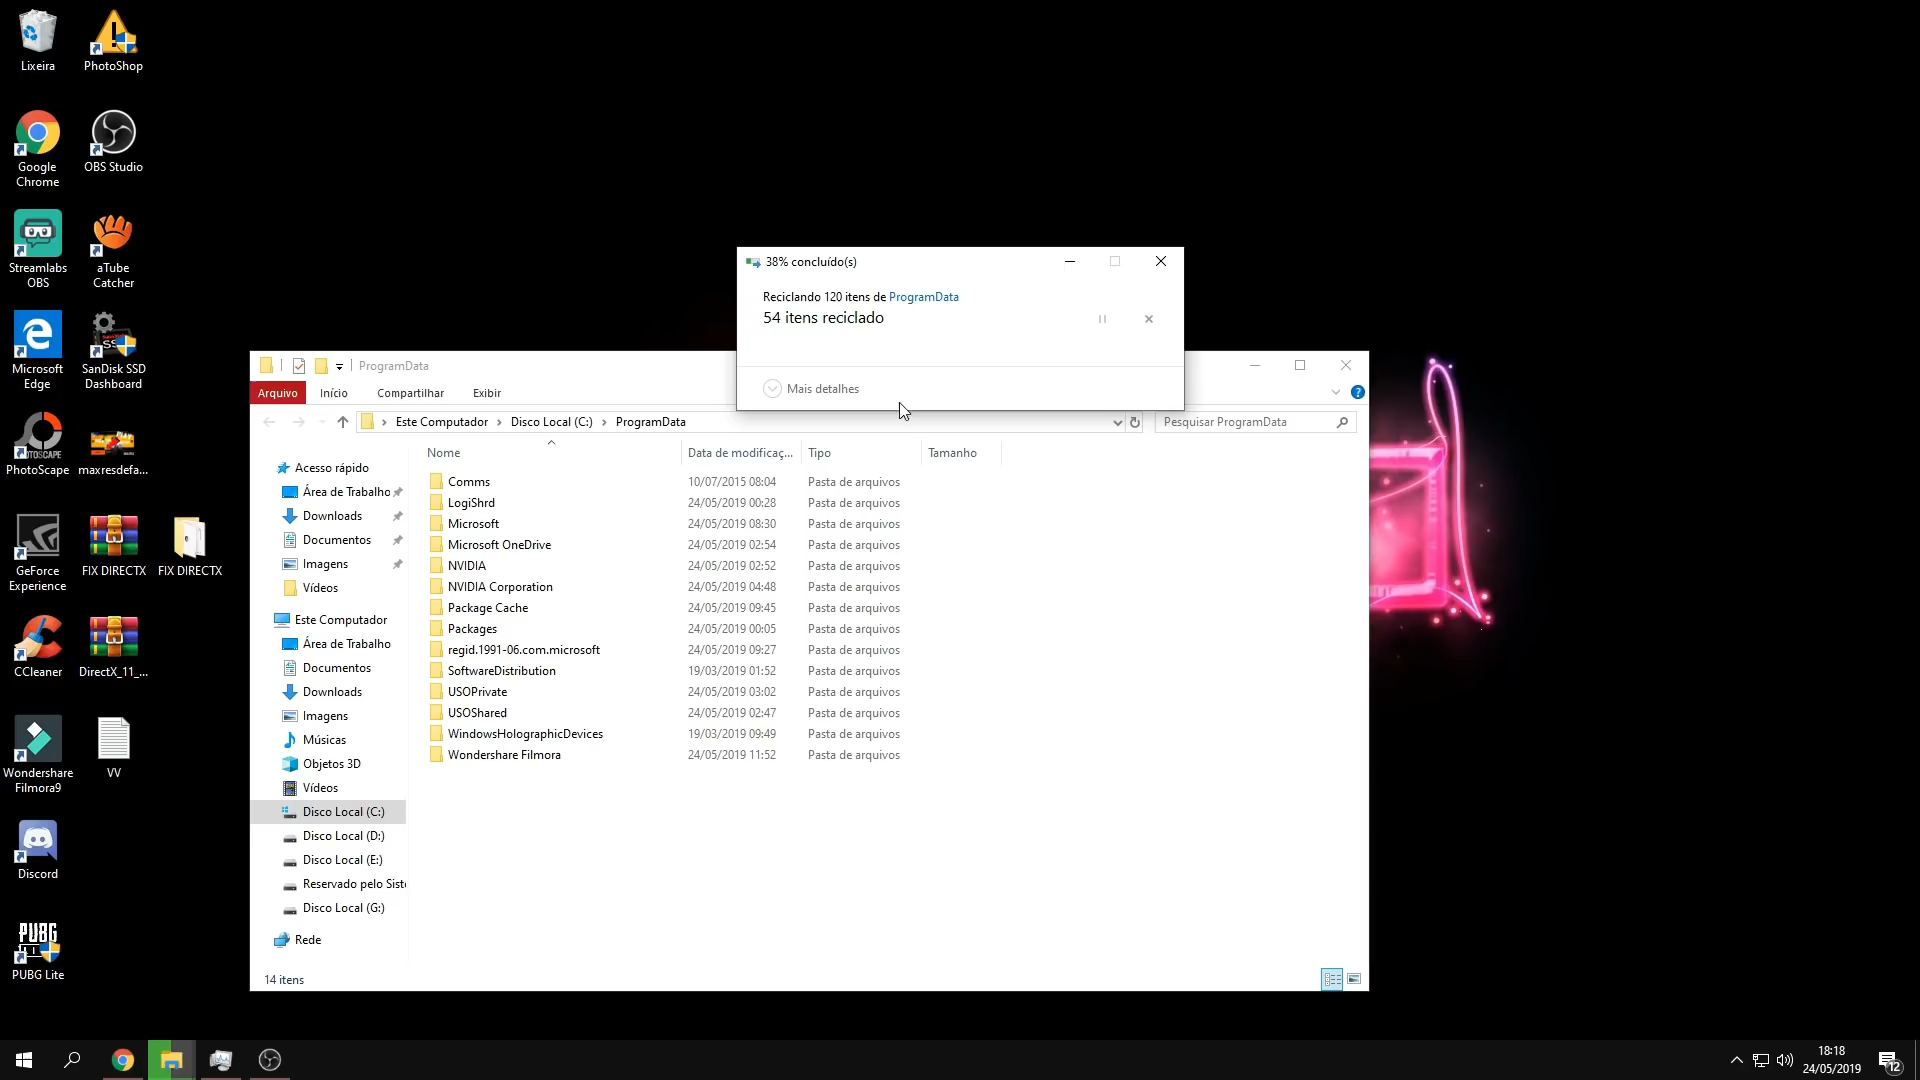 Lixeira
PhotoShop
Google
Chrome
OBS Studio
Streamlabs
OBS
aTube
Catcher
Microsoft
Edge
SanDisk SSD
Dashboard
PhotoScape
maxresdefa...
GeForce
Experience
FIX DIRECTX
FIX DIRECTX
CCleaner
DirectX_11_...
Wondershare
Filmora9
VV
Discord
PUBG
PUBG Lite
38% concluído(s)
Reciclando 120 itens de ProgramData
54 itens reciclado
Mais detalhes
ProgramData
Arquivo
Início
Compartilhar
Exibir
Este Computador
Disco Local (C:)
ProgramData
Pesquisar ProgramData
Acesso rápido
Área de Trabalho
Downloads
Documentos
Imagens
Vídeos
Este Computador
Área de Trabalho
Documentos
Downloads
Imagens
Músicas
Objetos 3D
Vídeos
Disco Local (C:)
Disco Local (D:)
Disco Local (E:)
Reservado pelo Siste
Disco Local (G:)
Rede
Nome Data de modificaç... Tipo Tamanho
Comms 10/07/2015 08:04 Pasta de arquivos
LogiShrd 24/05/2019 00:28 Pasta de arquivos
Microsoft 24/05/2019 08:30 Pasta de arquivos
Microsoft OneDrive 24/05/2019 02:54 Pasta de arquivos
NVIDIA 24/05/2019 02:52 Pasta de arquivos
NVIDIA Corporation 24/05/2019 04:48 Pasta de arquivos
Package Cache 24/05/2019 09:45 Pasta de arquivos
Packages 24/05/2019 00:05 Pasta de arquivos
regid.1991-06.com.microsoft 24/05/2019 09:27 Pasta de arquivos
SoftwareDistribution 19/03/2019 01:52 Pasta de arquivos
USOPrivate 24/05/2019 03:02 Pasta de arquivos
USOShared 24/05/2019 02:47 Pasta de arquivos
WindowsHolographicDevices 19/03/2019 09:49 Pasta de arquivos
Wondershare Filmora 24/05/2019 11:52 Pasta de arquivos
14 itens
18:18
24/05/2019
12